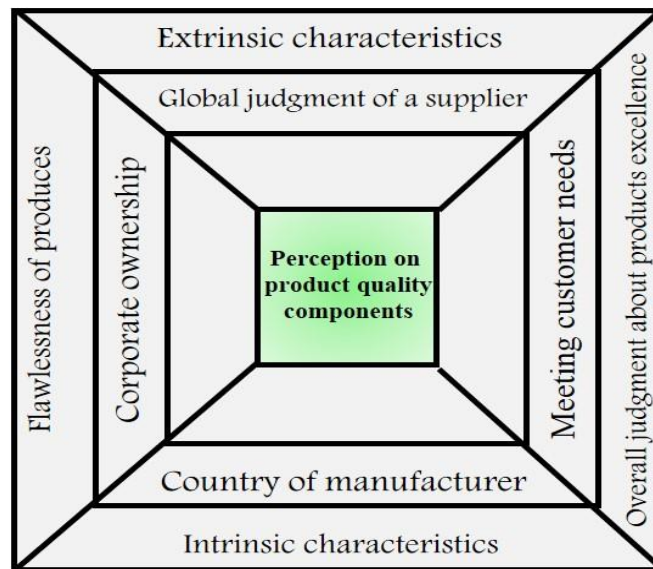 Extrinsic characteristics
Global judgment of a supplier
Flawlessness of produces
Corporate ownership
Perception on
product quality
components
Meeting customer needs
Overall judgment about products excellence
Country of manufacturer
Intrinsic characteristics